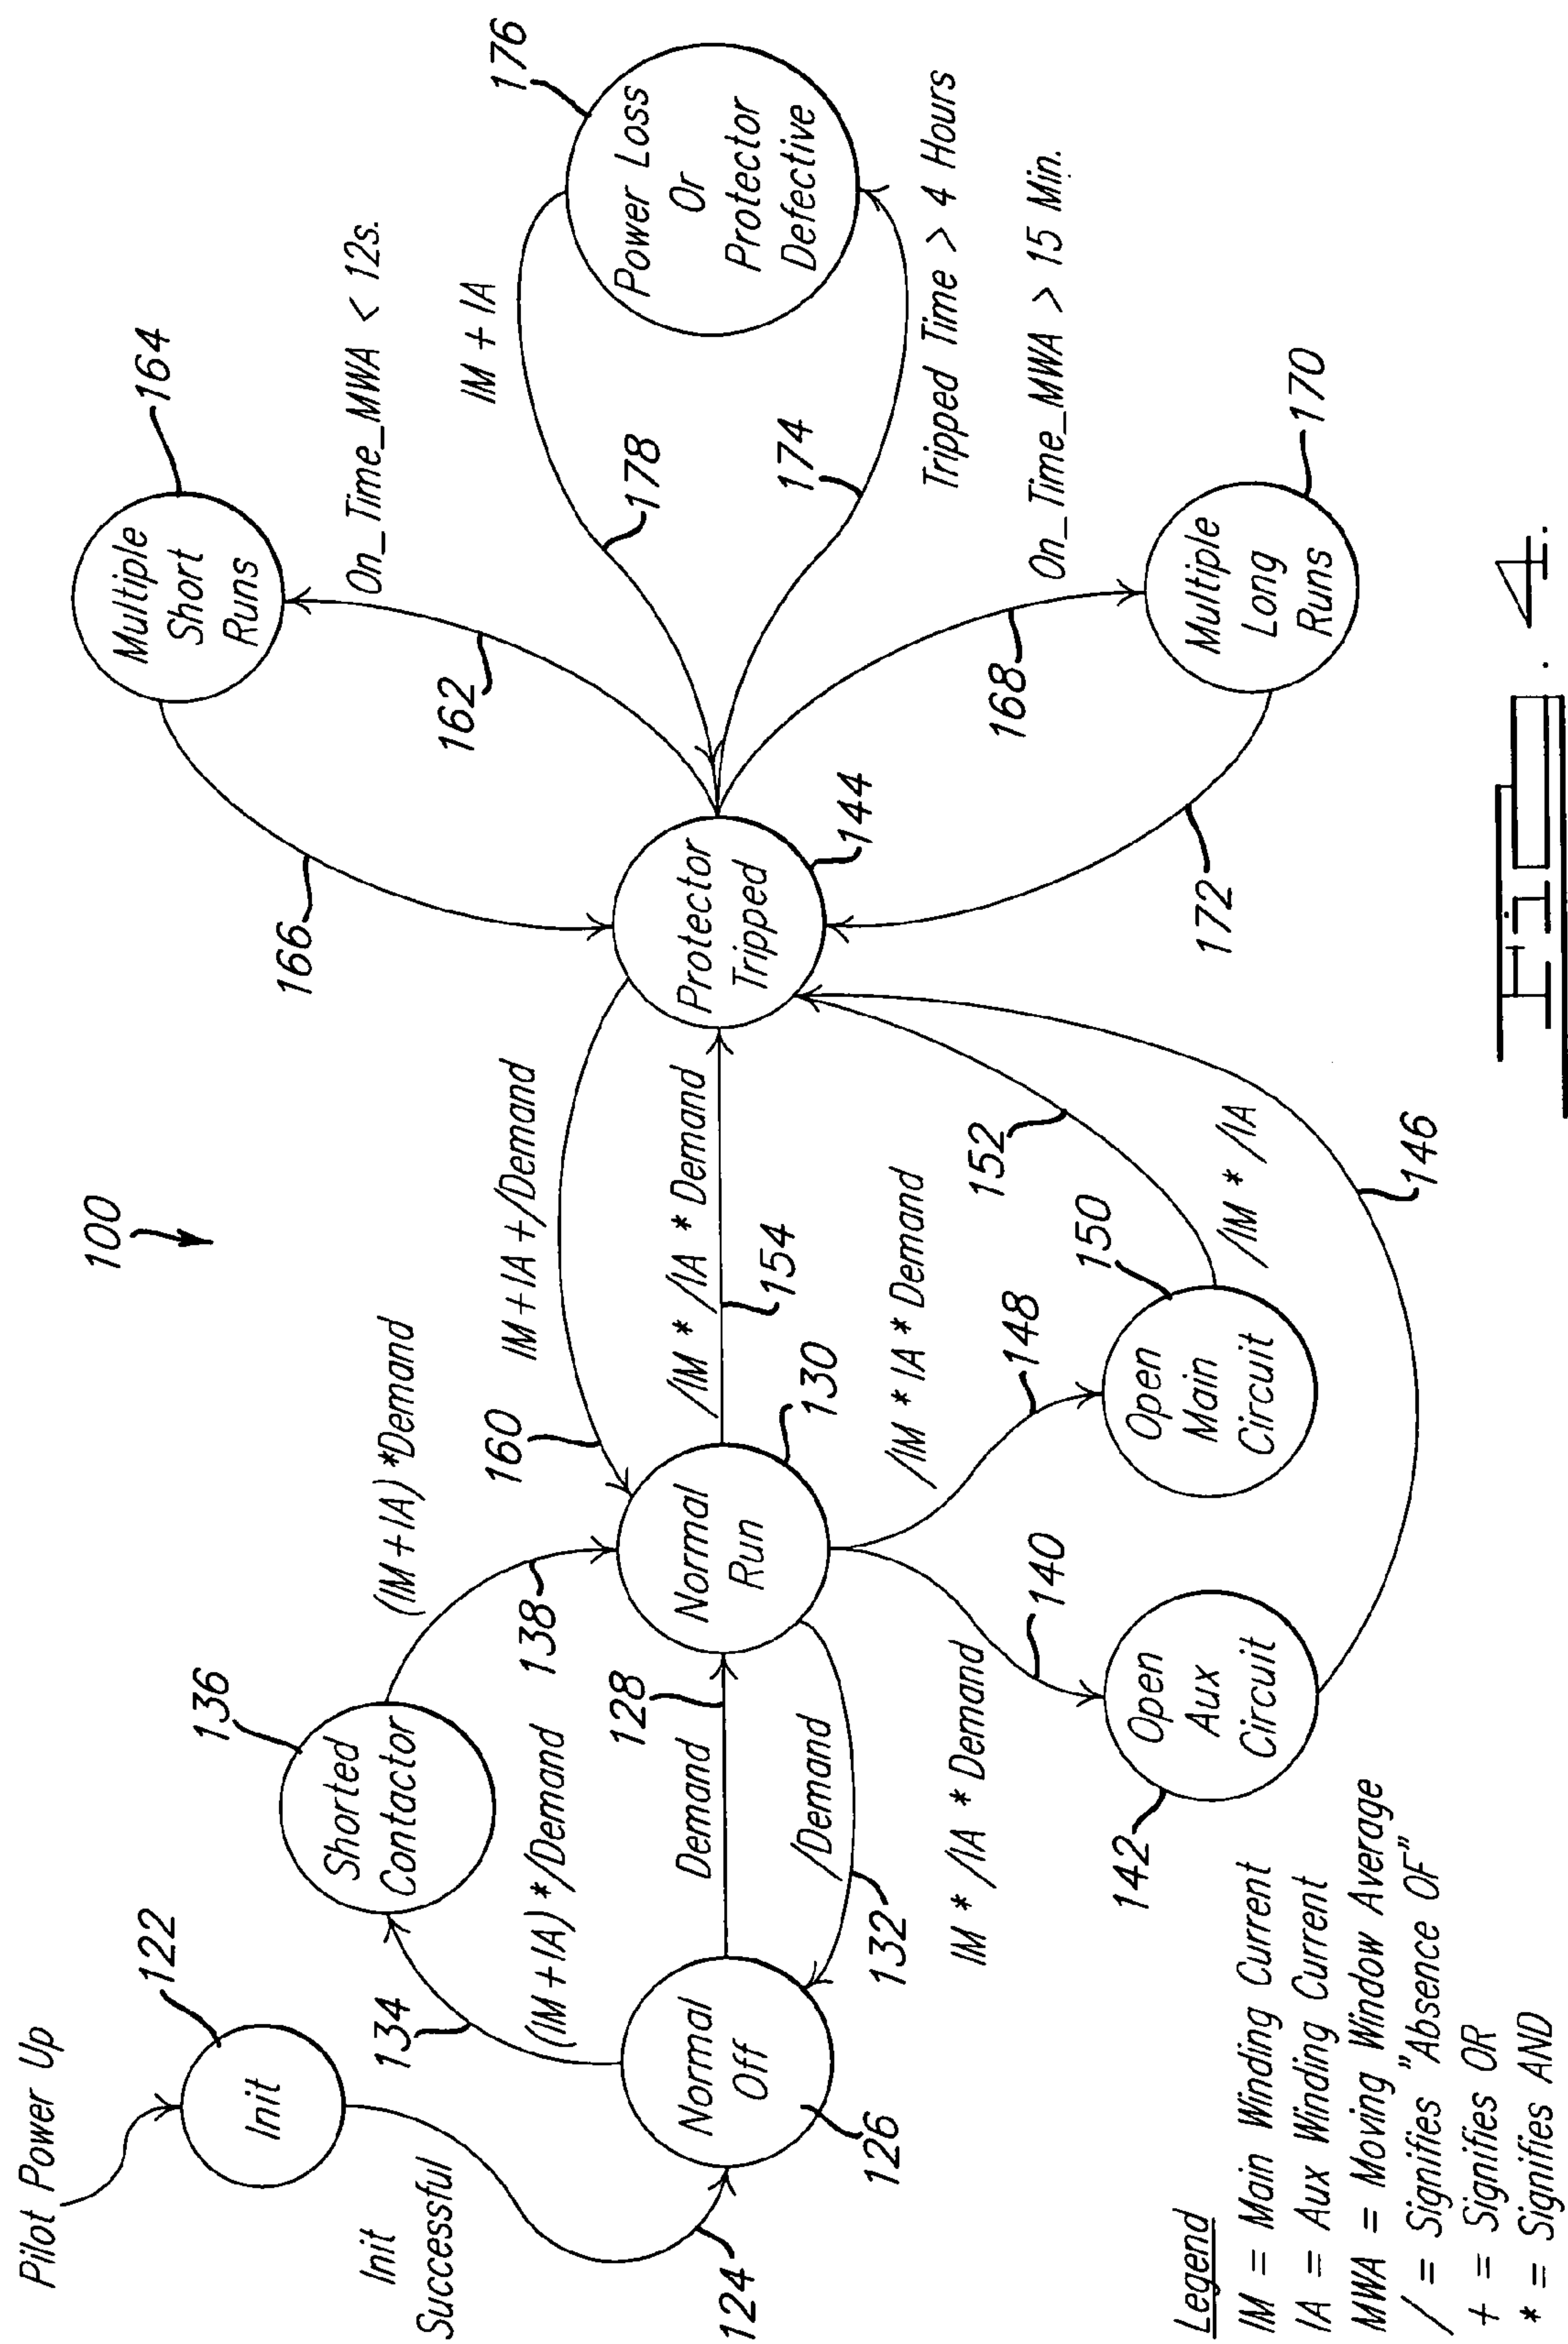 Pilot Power Up
122
Init
Init
Successful
124
100
136
Shorted
Contactor
134
(IM + IA) */Demand
138
(IM + IA) *Demand
Normal
Off
126
128
Demand
/Demand
132
Normal
Run
130
160
IM + IA + /Demand
/IM * /IA * Demand
154
/IM * IA * Demand
148
140
IM * /IA * Demand
142
Open
Aux
Circuit
150
Open
Main
Circuit
152
/IM * /IA
146
Protector
Tripped
144
166
162
164
Multiple
Short
Runs
On_Time_MWA < 12s.
IM + IA
178
176
Power Loss
Or
Protector
Defective
174
Tripped Time > 4 Hours
On_Time_MWA > 15 Min.
168
170
Multiple
Long
Runs
172
Legend
IM = Main Winding Current
IA = Aux Winding Current
MWA = Moving Window Average
/ = Signifies "Absence OF"
+ = Signifies OR
* = Signifies AND
Fig. 4.